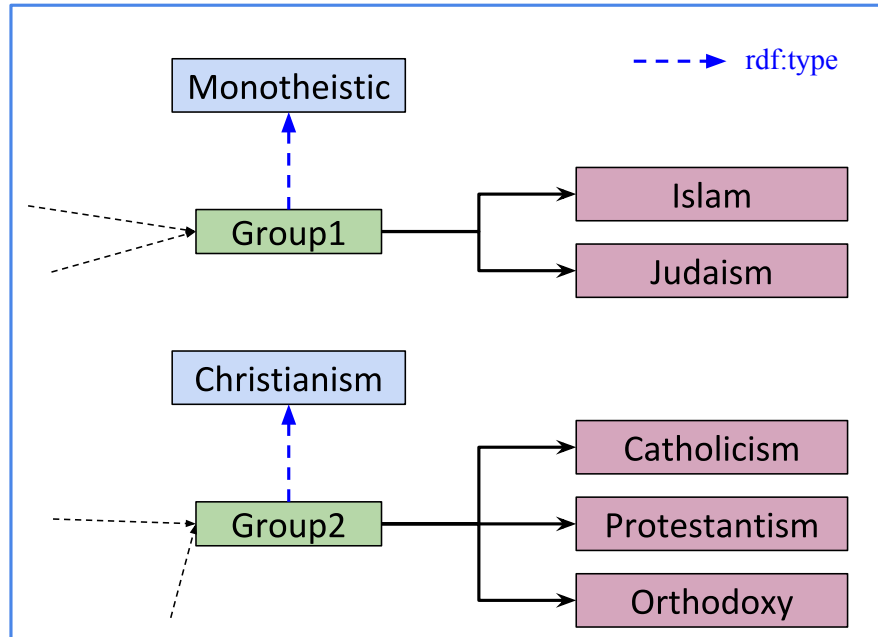 rdf:type
Monotheistic
Group1
Islam
Judaism
Christianism
Group2
Catholicism
Protestantism
Orthodoxy